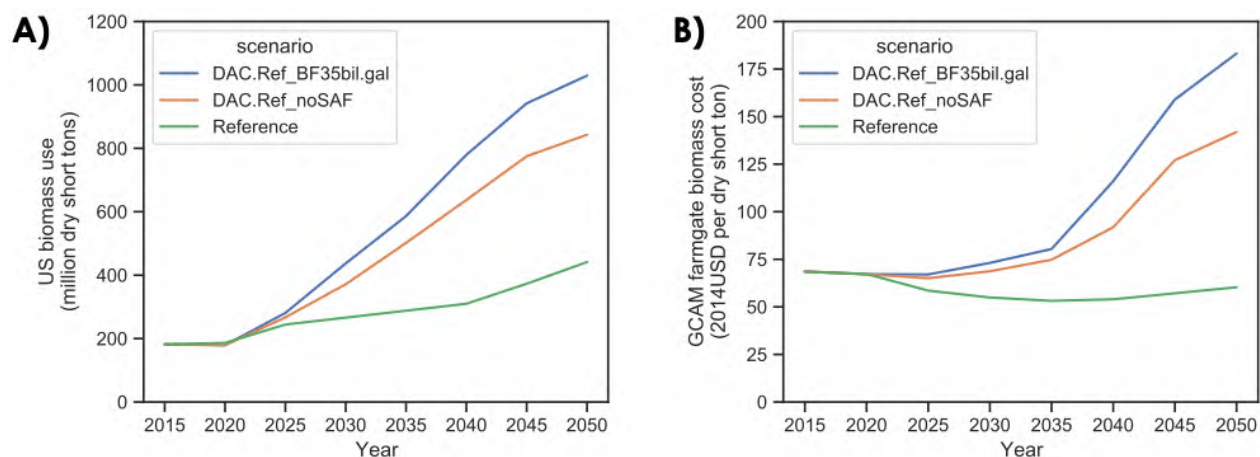 A)
US biomass use
(million dry short tons)
1200
1000
800
600
400
200
0
scenario
DAC.Ref_BF35bil.gal
DAC.Ref_noSAF
Reference
2015 2020 2025 2030 2035 2040 2045 2050
Year
B)
GCAM farmgate biomass cost
(2014USD per dry short ton)
200
175
150
125
100
75
50
25
0
scenario
DAC.Ref_BF35bil.gal
DAC.Ref_noSAF
Reference
2015 2020 2025 2030 2035 2040 2045 2050
Year